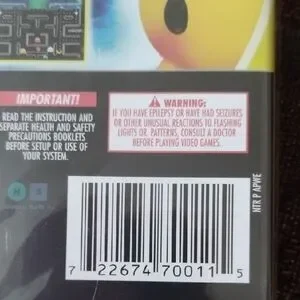 IMPORTANT!
READ THE INSTRUCTION AND
SEPARATE HEALTH AND SAFETY
PRECAUTIONS BOOKLETS
BEFORE SETUP OR USE OF
YOUR SYSTEM.
WARNING:
IF YOU HAVE EPILEPSY OR HAVE HAD SEIZURES
OR OTHER UNUSUAL REACTIONS TO FLASHING
LIGHTS OR, PATTERNS, CONSULT A DOCTOR
BEFORE PLAYING VIDEO GAMES.
NTR P APWE
7 22674 70011 5